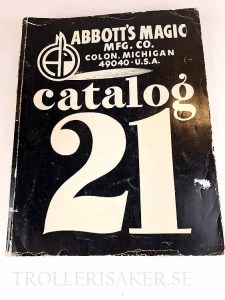 ABBOTT'S MAGIC
MFG. CO.
COLON, MICHIGAN
49040 · U.S.A.
catalog
21
TROLLERISAKER.SE